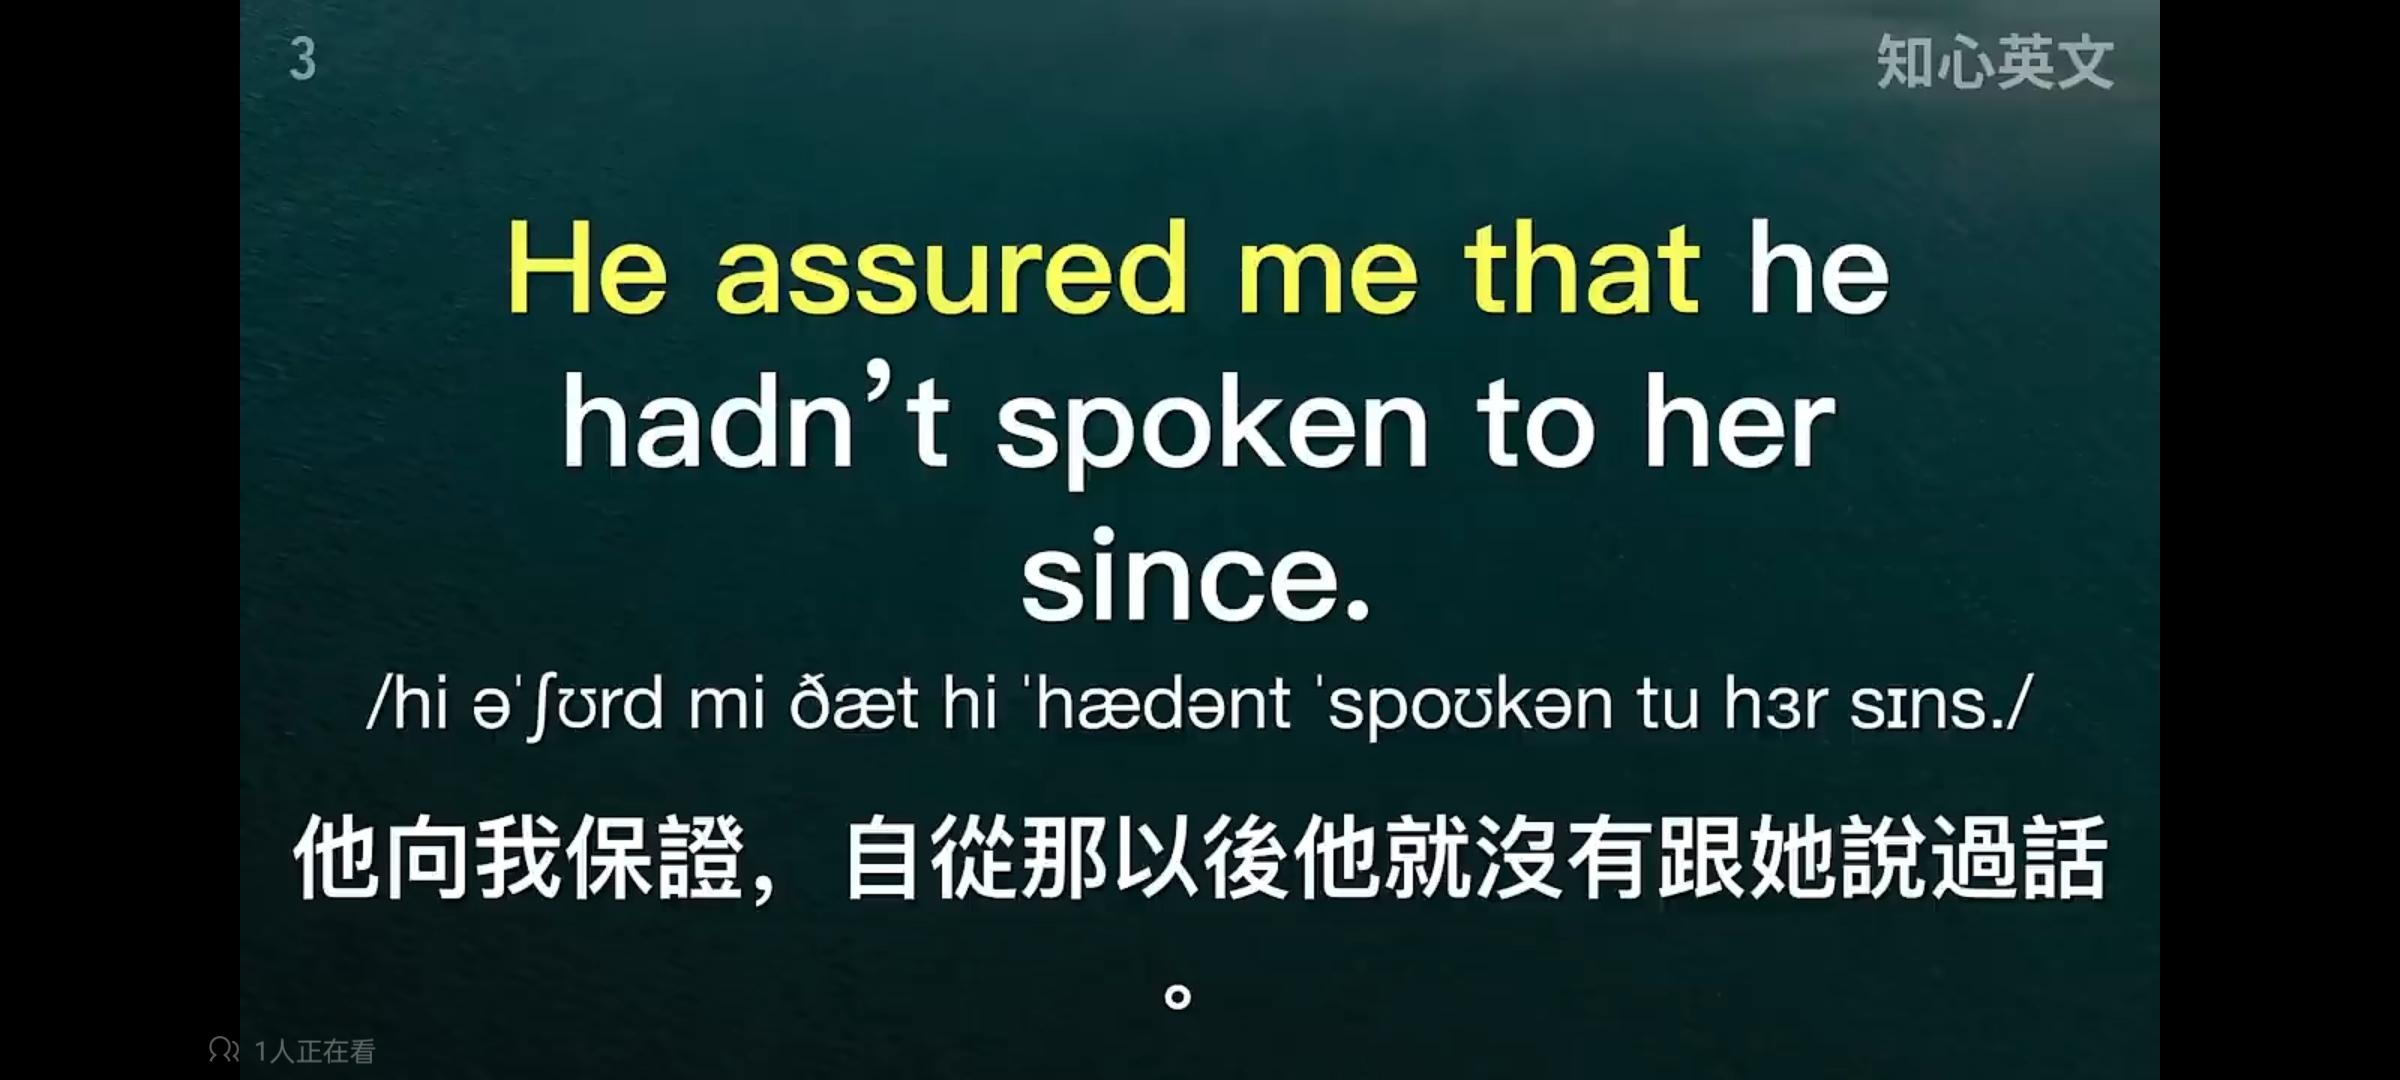 3
知心英文
He assured me that he
hadn’t spoken to her
since.
/hi əˈʃʊrd mi ðæt hi ˈhædənt ˈspoʊkən tu hɜr sɪns./
他向我保證，自從那以後他就沒有跟她說過話
。
1人正在看